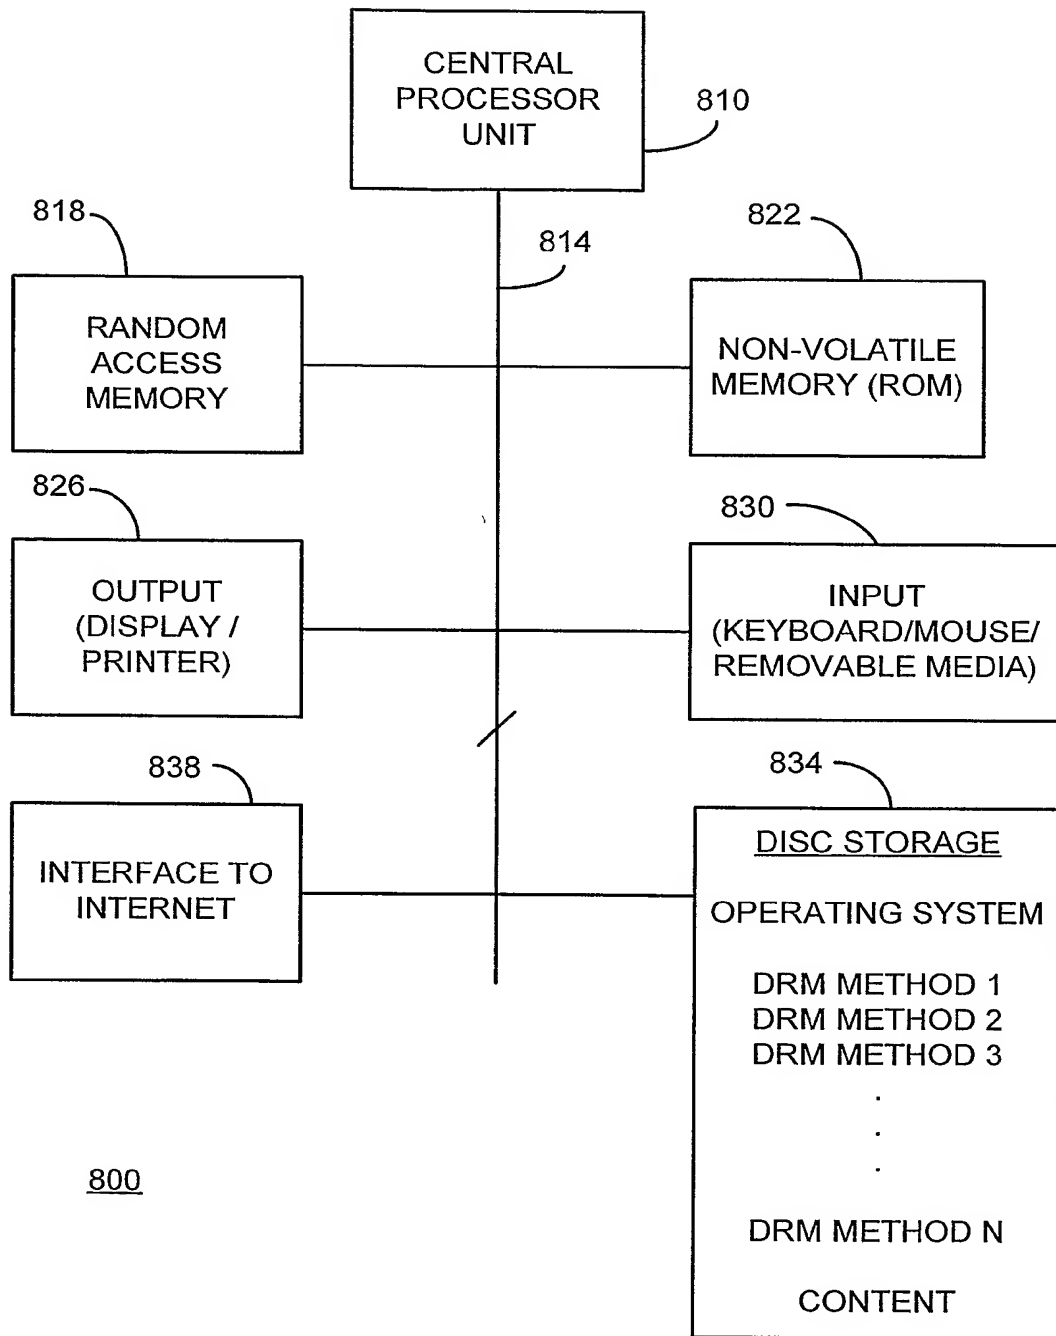 CENTRAL
PROCESSOR
UNIT
810
818
814
822
RANDOM
ACCESS
MEMORY
NON-VOLATILE
MEMORY (ROM)
826
830
OUTPUT
(DISPLAY /
PRINTER)
INPUT
(KEYBOARD/MOUSE/
REMOVABLE MEDIA)
838
834
INTERFACE TO
INTERNET
DISC STORAGE
OPERATING SYSTEM
DRM METHOD 1
DRM METHOD 2
DRM METHOD 3
.
.
.
DRM METHOD N
CONTENT
800